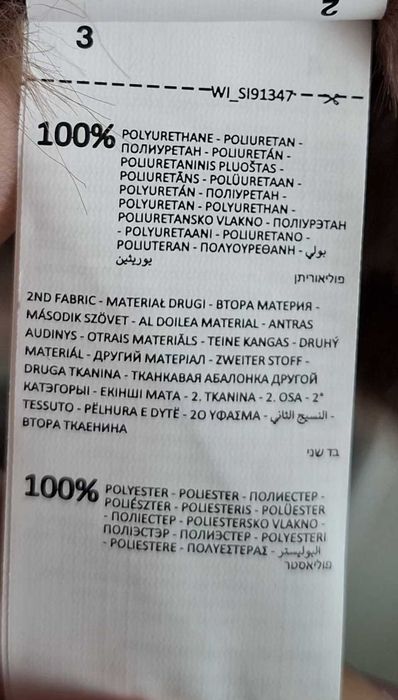 2
3
WI_SI91347
100% POLYURETHANE - POLIURETAN -
ПОЛИУРЕТАН - POLIURETÁN -
POLIURETANINIS PLUOŠTAS -
POLIURETĀNS - POLÜURETAAN -
POLYURETÁN - ПОЛІУРЕТАН -
POLYURETAN - POLYURETHAN -
POLIURETANSKO VLAKNO - ПОЛІУРЭТАН
- POLYURETAANI - POLIURETANO -
POLIUTERAN - ΠΟΛΥΟΥΡΕΘΑΝΗ - بولي
يوريثين
פוליאוריתן
2ND FABRIC - MATERIAŁ DRUGI - ВТОРА МАТЕРИЯ -
MÁSODIK SZÖVET - AL DOILEA MATERIAL - ANTRAS
AUDINYS - OTRAIS MATERIĀLS - TEINE KANGAS - DRUHÝ
MATERIÁL - ДРУГИЙ МАТЕРІАЛ - ZWEITER STOFF -
DRUGA TKANINA - ТКАНКАВАЯ АБАЛОНКА ДРУГОЙ
КАТЭГОРЫІ - ЕКІНШІ МАТА - 2. TKANINA - 2. OSA - 2°
TESSUTO - PËLHURA E DYTË - 2Ο ΥΦΑΣΜΑ - النسيج الثاني -
ВТОРА ТКАЕНИНА
בד שני
100% POLYESTER - POLIESTER - ПОЛИЕСТЕР -
POLIÉSZTER - POLIESTERIS - POLÜESTER
- ПОЛІЕСТЕР - POLIESTERSKO VLAKNO -
ПОЛІЭСТЭР - ПОЛИЭСТЕР - POLYESTERI
- POLIESTERE - ΠΟΛΥΕΣΤΕΡΑΣ - البوليستر
פוליאסטר